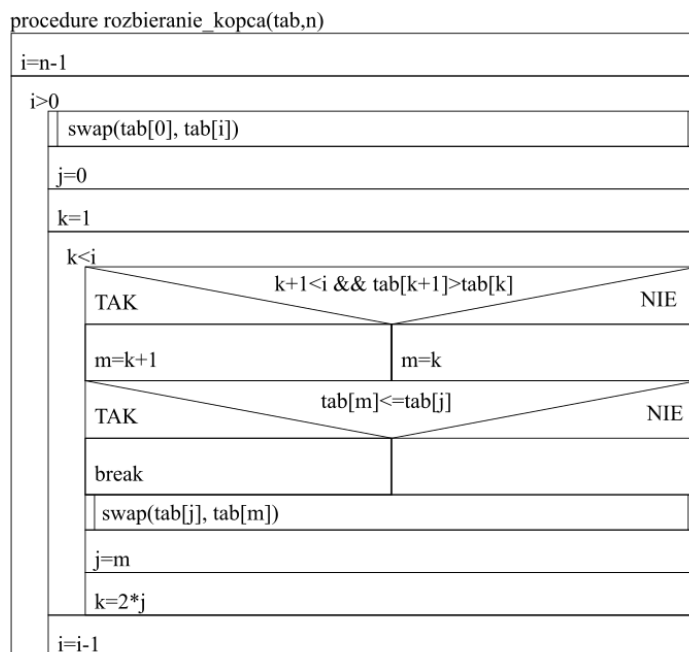 procedure rozbieranie_kopca(tab,n)
i=n-1
i>0
swap(tab[0], tab[i])
j=0
k=1
k<i
k+1<i && tab[k+1]>tab[k]
TAK NIE
m=k+1 m=k
tab[m]<=tab[j]
TAK NIE
break
swap(tab[j], tab[m])
j=m
k=2*j
i=i-1